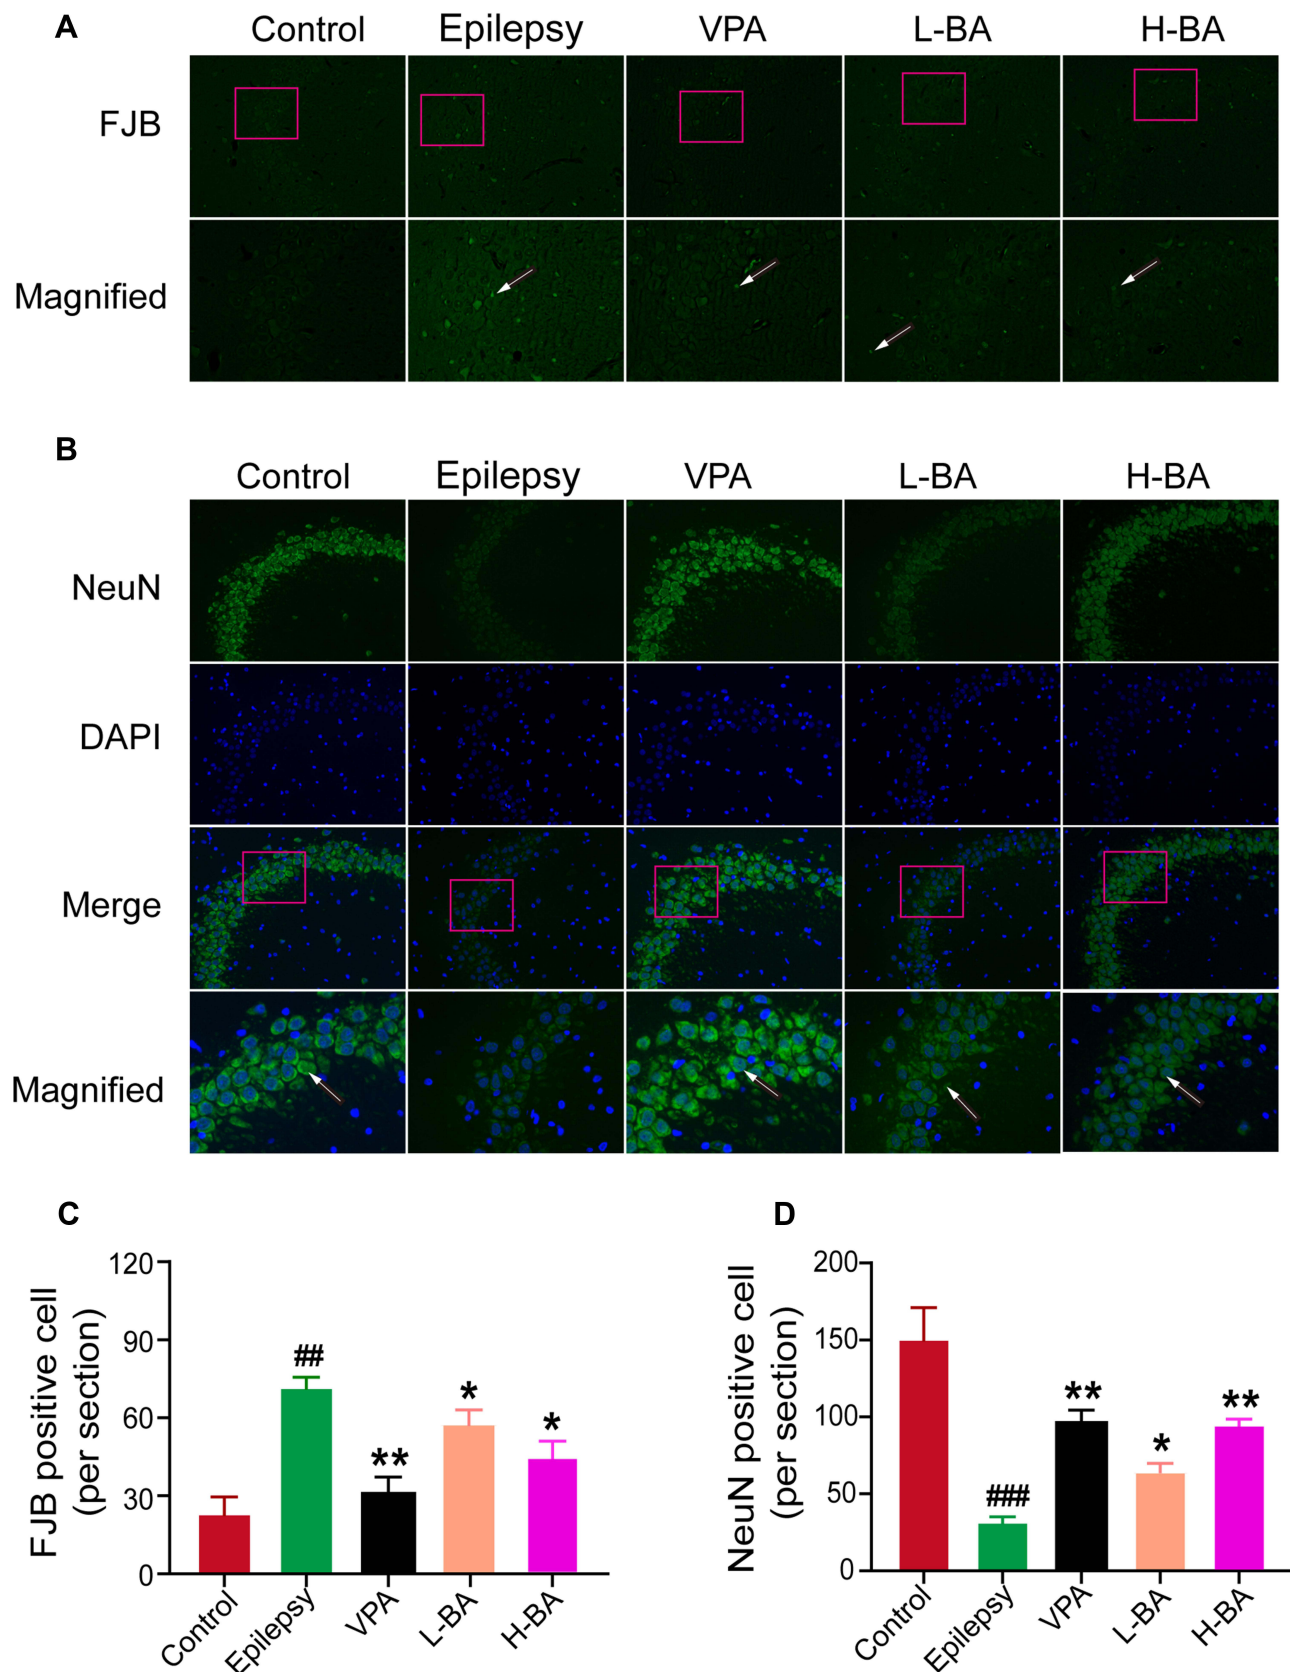 A
Control Epilepsy VPA L-BA H-BA
FJB
Magnified
B
Control Epilepsy VPA L-BA H-BA
NeuN
DAPI
Merge
Magnified
C
FJB positive cell
(per section)
120
90
60
30
0
##
**
*
*
Control Epilepsy VPA L-BA H-BA
D
NeuN positive cell
(per section)
200
150
100
50
0
###
**
*
**
Control Epilepsy VPA L-BA H-BA